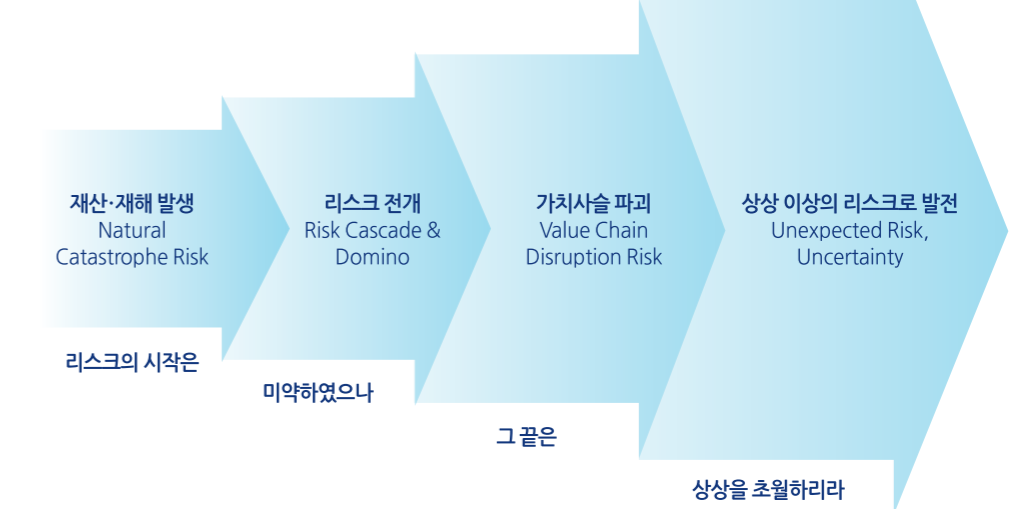 재산·재해 발생
Natural
Catastrophe Risk
리스크 전개
Risk Cascade &
Domino
가치사슬 파괴
Value Chain
Disruption Risk
상상 이상의 리스크로 발전
Unexpected Risk,
Uncertainty
리스크의 시작은
미약하였으나
그 끝은
상상을 초월하리라